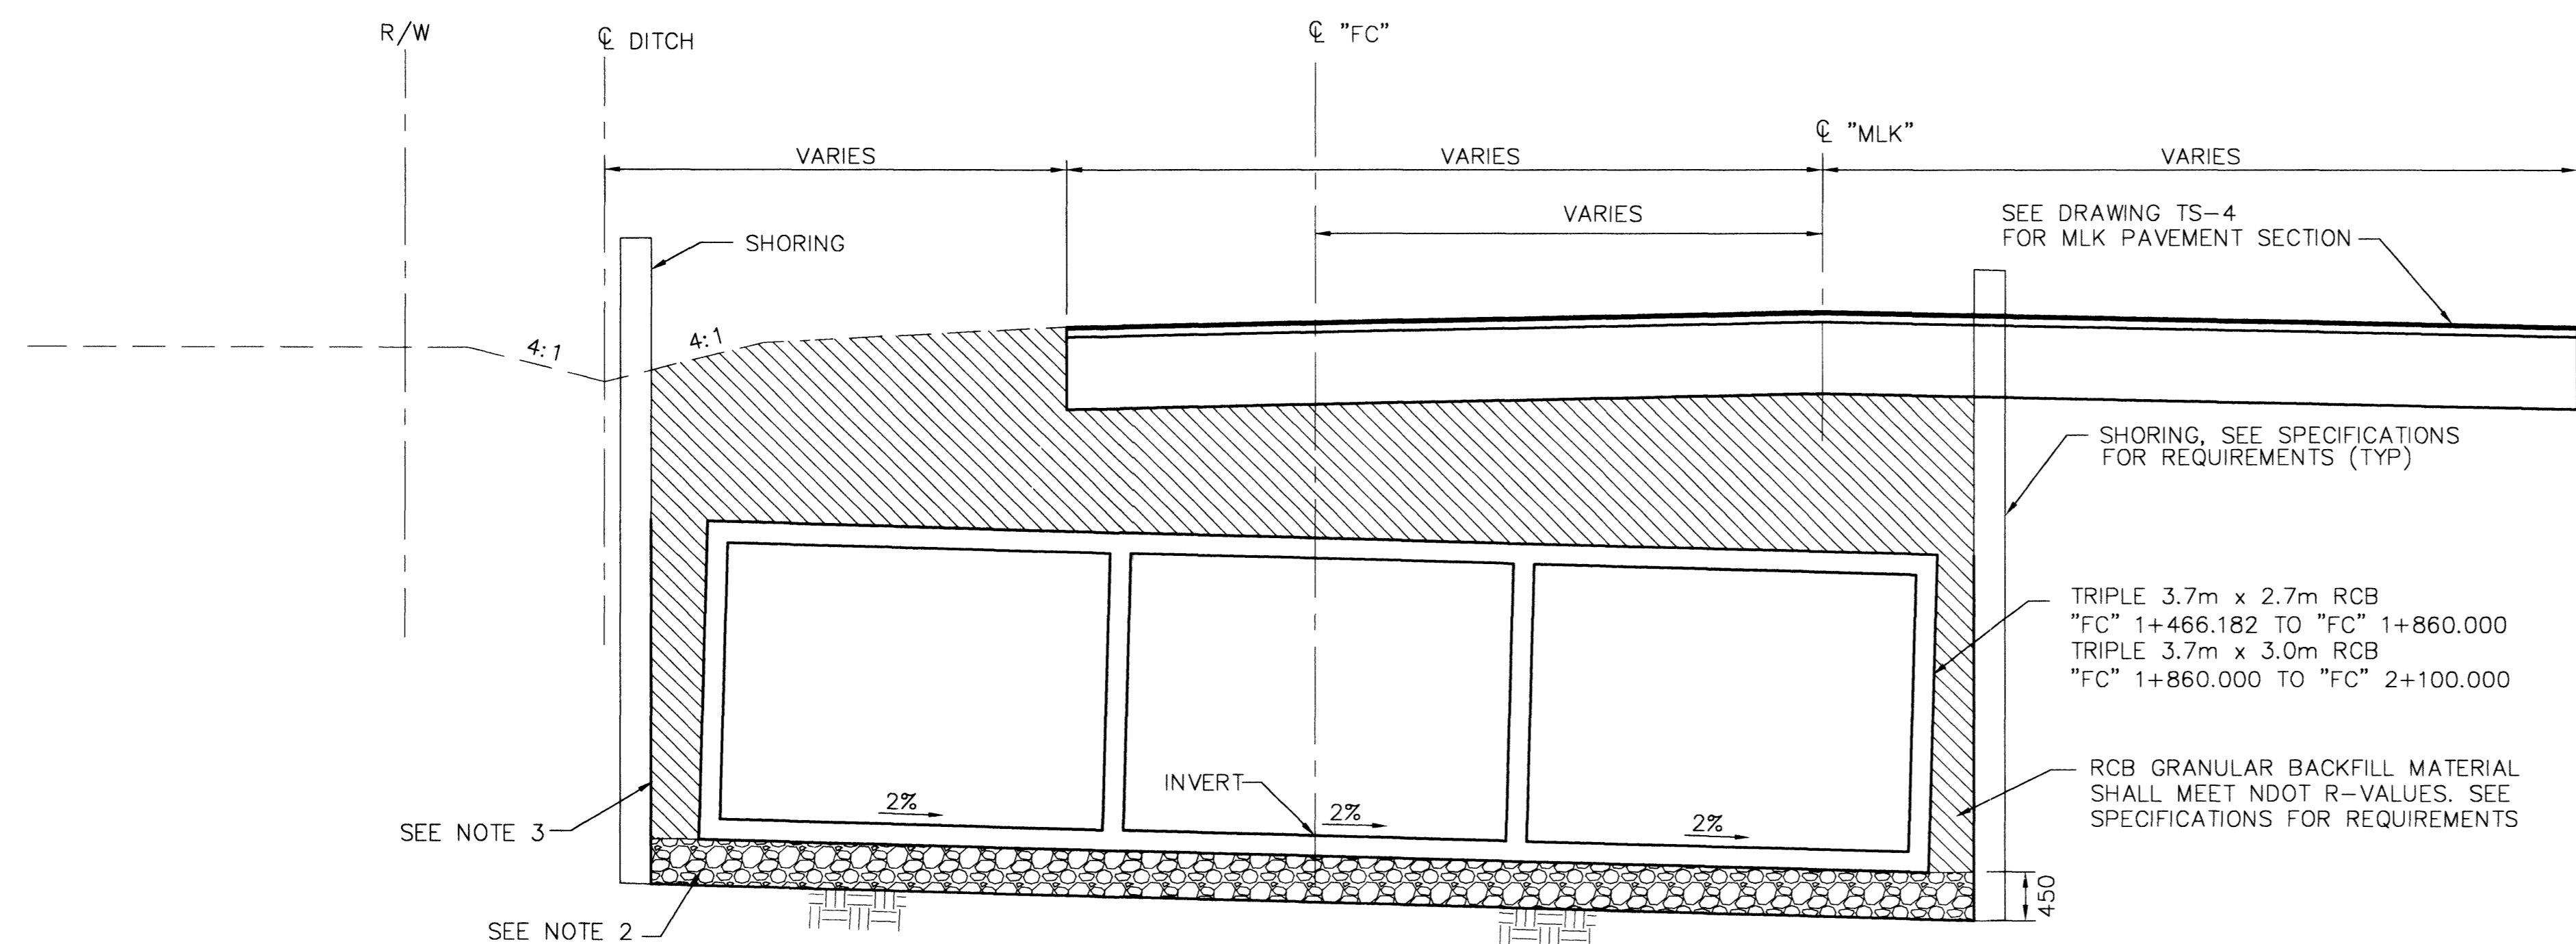 R/W
℄ DITCH
℄ "FC"
℄ "MLK"
VARIES
VARIES
VARIES
VARIES
SHORING
SEE DRAWING TS-4
FOR MLK PAVEMENT SECTION
4:1
4:1
SHORING, SEE SPECIFICATIONS
FOR REQUIREMENTS (TYP)
TRIPLE 3.7m x 2.7m RCB
"FC" 1+466.182 TO "FC" 1+860.000
TRIPLE 3.7m x 3.0m RCB
"FC" 1+860.000 TO "FC" 2+100.000
INVERT
2%
2%
2%
RCB GRANULAR BACKFILL MATERIAL
SHALL MEET NDOT R-VALUES. SEE
SPECIFICATIONS FOR REQUIREMENTS
SEE NOTE 3
450
SEE NOTE 2